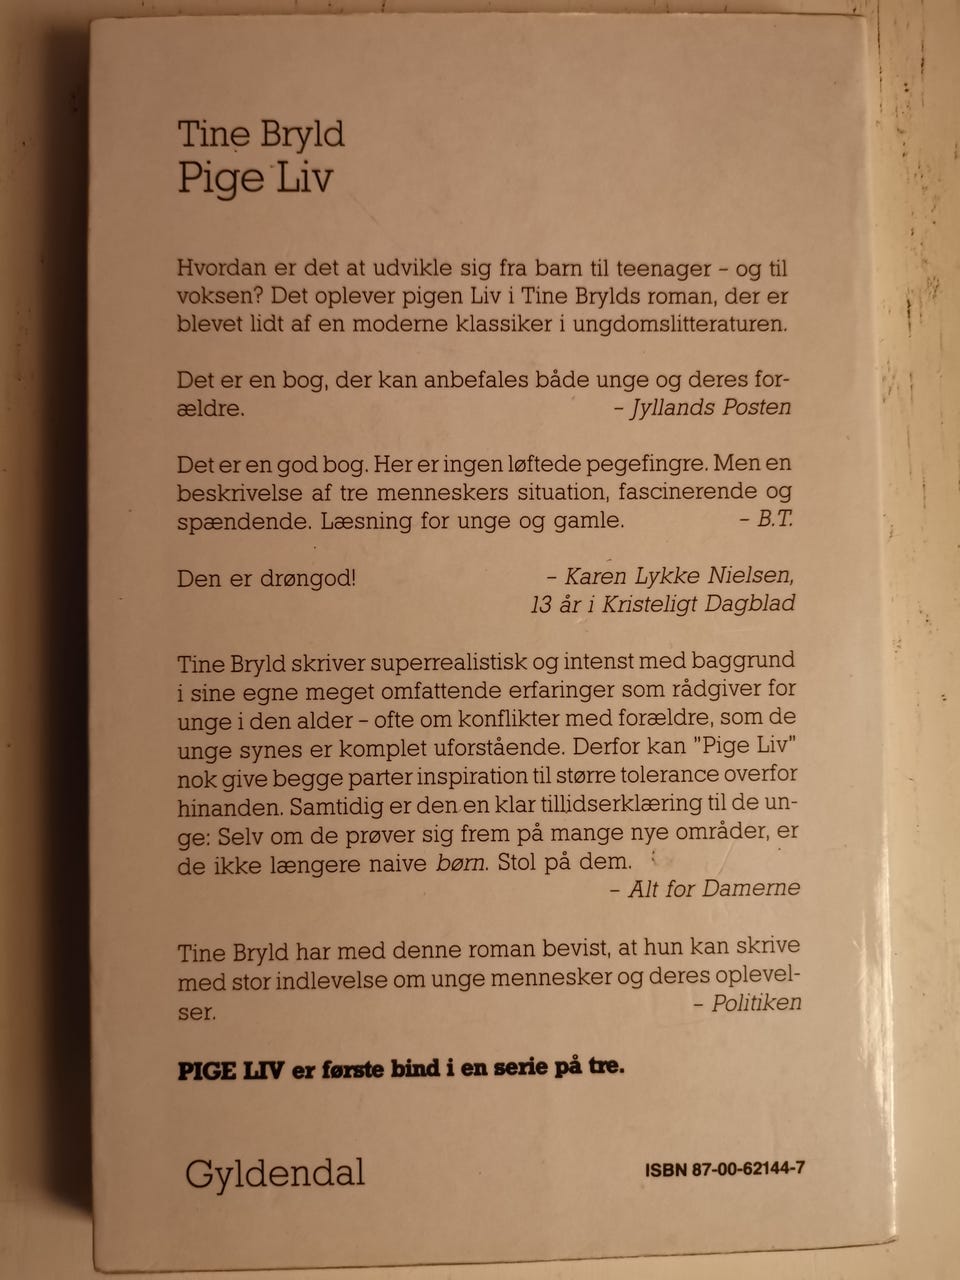 Tine Bryld
Pige Liv
Hvordan er det at udvikle sig fra barn til teenager – og til
voksen? Det oplever pigen Liv i Tine Brylds roman, der er
blevet lidt af en moderne klassiker i ungdomslitteraturen.
Det er en bog, der kan anbefales både unge og deres for-
ældre. – Jyllands Posten
Det er en god bog. Her er ingen løftede pegefingre. Men en
beskrivelse af tre menneskers situation, fascinerende og
spændende. Læsning for unge og gamle. – B.T.
Den er drøngod! – Karen Lykke Nielsen,
13 år i Kristeligt Dagblad
Tine Bryld skriver superrealistisk og intenst med baggrund
i sine egne meget omfattende erfaringer som rådgiver for
unge i den alder – ofte om konflikter med forældre, som de
unge synes er komplet uforstående. Derfor kan "Pige Liv"
nok give begge parter inspiration til større tolerance overfor
hinanden. Samtidig er den en klar tillidserklæring til de un-
ge: Selv om de prøver sig frem på mange nye områder, er
de ikke længere naive børn. Stol på dem.
– Alt for Damerne
Tine Bryld har med denne roman bevist, at hun kan skrive
med stor indlevelse om unge mennesker og deres oplevel-
ser. – Politiken
PIGE LIV er første bind i en serie på tre.
Gyldendal ISBN 87-00-62144-7